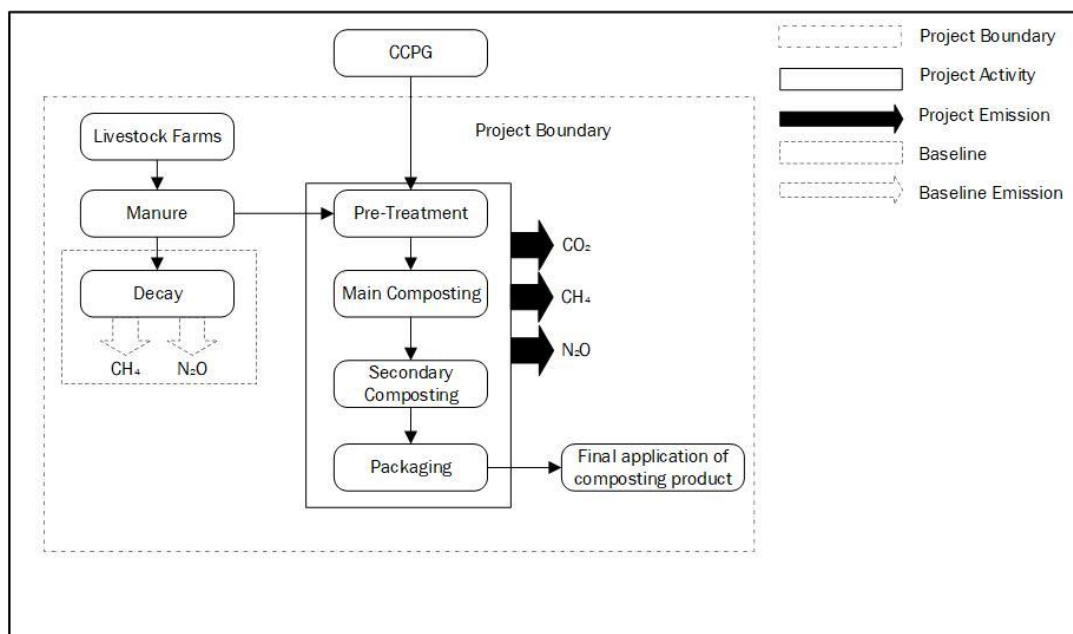 CCPG
Project Boundary
Project Activity
Project Emission
Baseline
Baseline Emission
Project Boundary
Livestock Farms
Manure
Pre-Treatment
Decay
CH₄
N₂O
Main Composting
Secondary
Composting
Packaging
CO₂
CH₄
N₂O
Final application of
composting product